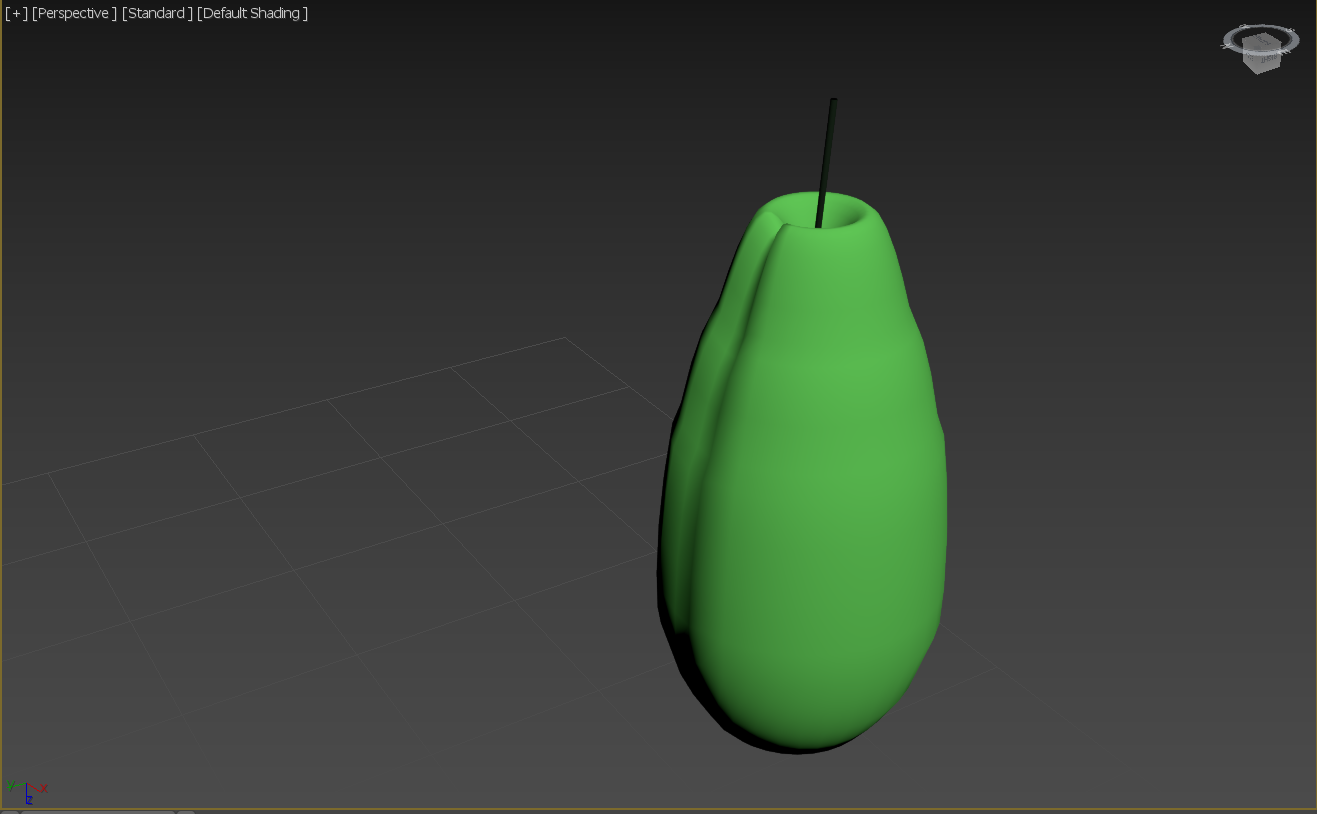 [+] [Perspective ] [Standard ] [Default Shading ]
y x
z